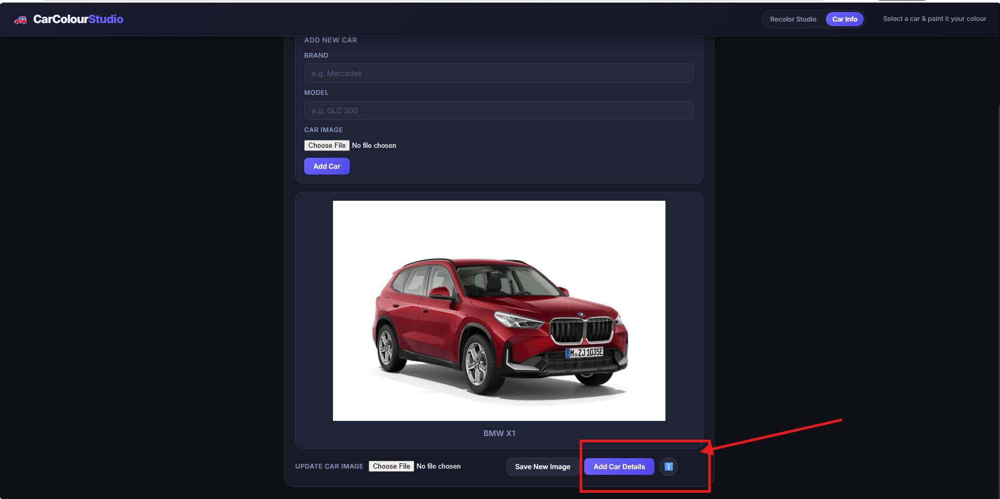 CarColourStudio
Recolor Studio
Car Info
Select a car & paint it your colour
ADD NEW CAR
BRAND
e.g. Mercedes
MODEL
e.g. GLC 300
CAR IMAGE
Choose File No file chosen
Add Car
M ZJ 1035E
BMW X1
UPDATE CAR IMAGE Choose File No file chosen
Save New Image
Add Car Details
i